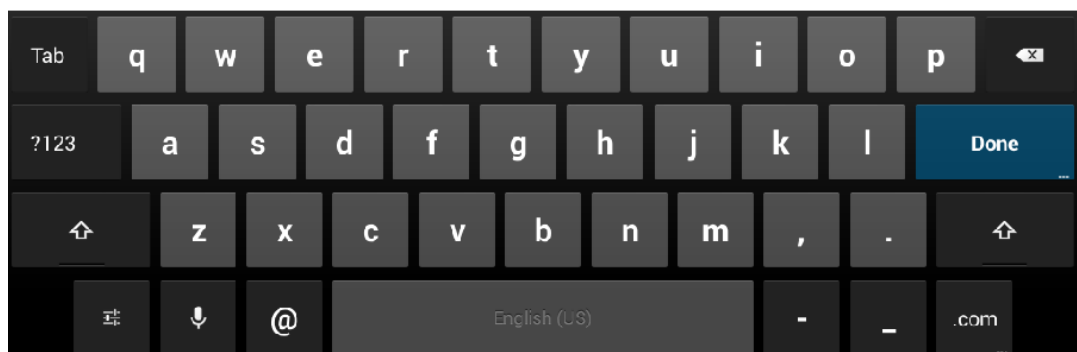 Tab q w e r t y u i o p
?123 a s d f g h j k l Done
z x c v b n m , .
@ English (US) - _ .com